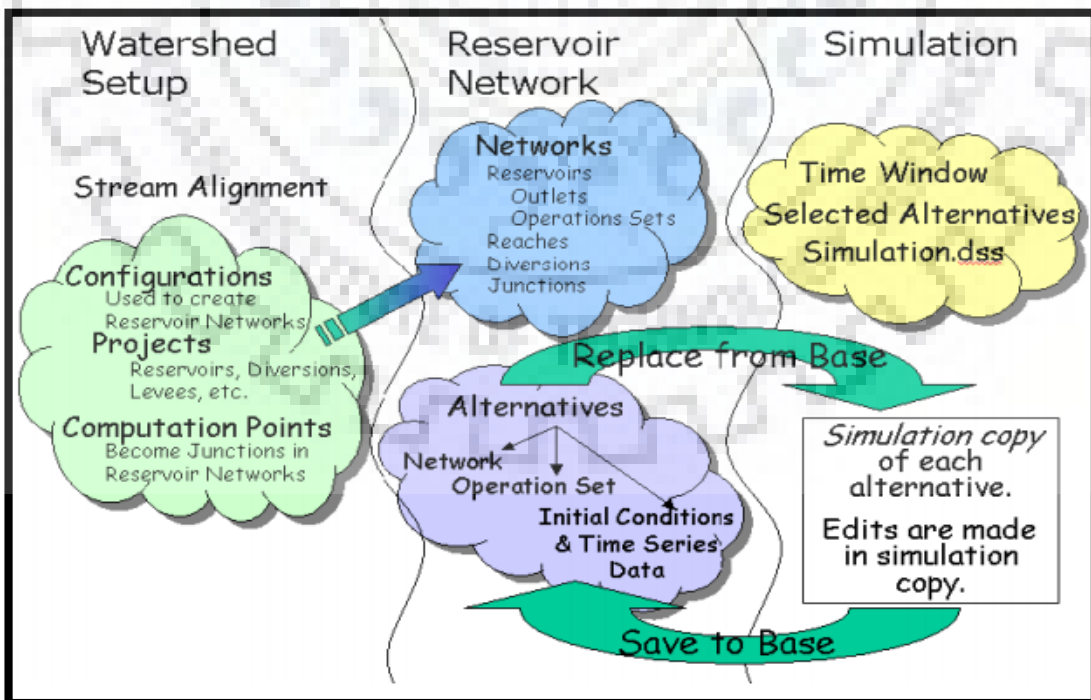 Watershed
Setup
Stream Alignment
Configurations
Used to create
Reservoir Networks
Projects
Reservoirs, Diversions,
Levees, etc.
Computation Points
Become Junctions in
Reservoir Networks
Reservoir
Network
Networks
Reservoirs
Outlets
Operations Sets
Reaches
Diversions
Junctions
Alternatives
Network
Operation Set
Initial Conditions
& Time Series
Data
Simulation
Time Window
Selected Alternatives
Simulation.dss
Replace from Base
Simulation copy
of each
alternative.
Edits are made
in simulation
copy.
Save to Base